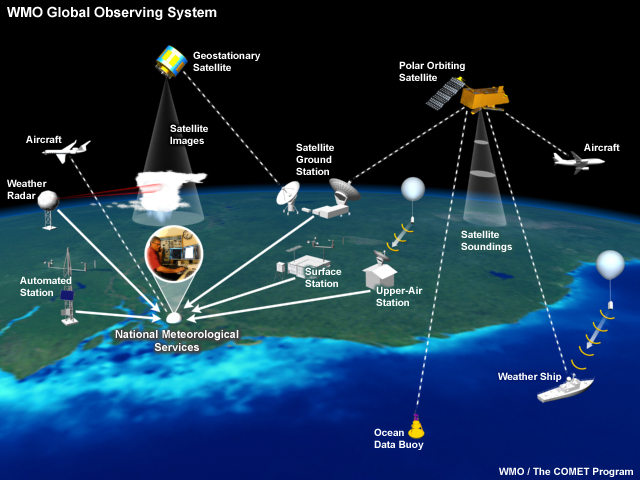 WMO Global Observing System
Geostationary
Satellite
Polar Orbiting
Satellite
Aircraft
Satellite
Images
Satellite
Ground
Station
Aircraft
Weather
Radar
Satellite
Soundings
Automated
Station
Surface
Station
Upper-Air
Station
National Meteorological
Services
Weather Ship
Ocean
Data Buoy
WMO / The COMET Program